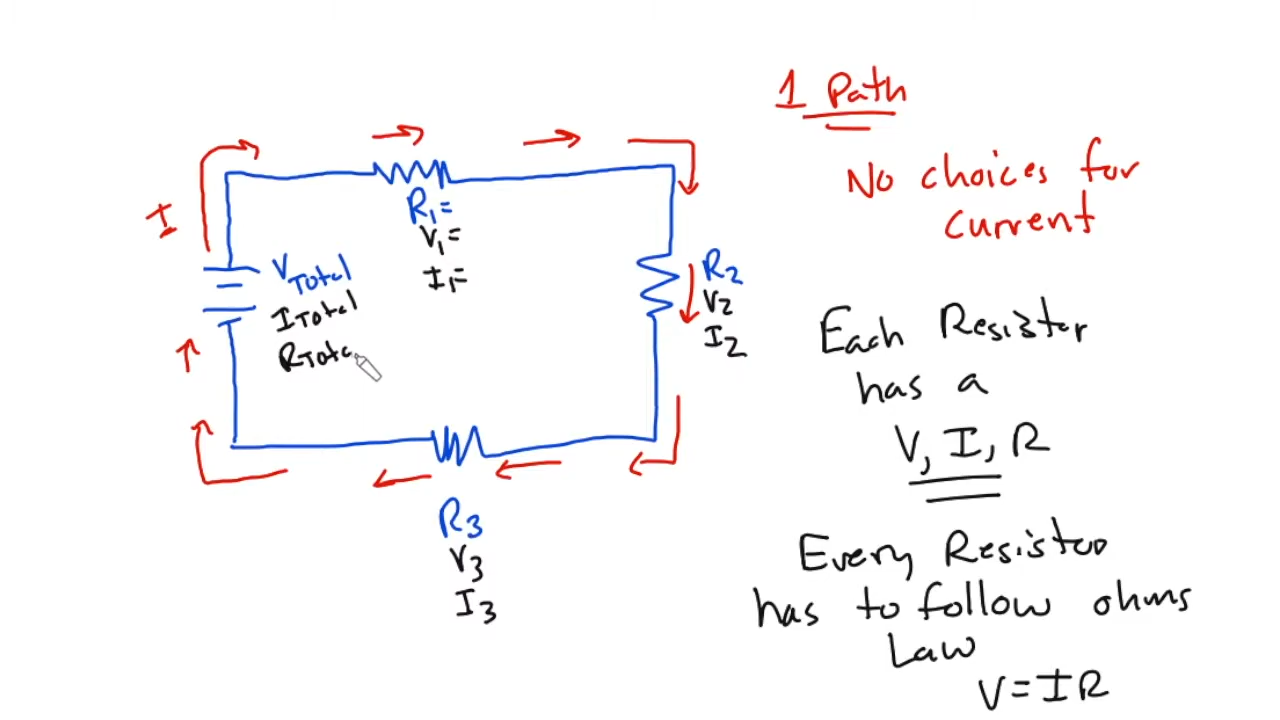 1 Path
No choices for
current
I
R1=
V1=
I1=
VTotal
ITotal
RTota
R2
V2
I2
R3
V3
I3
Each Resistor
has a
V, I, R
Every Resistor
has to follow ohms
Law
V=IR